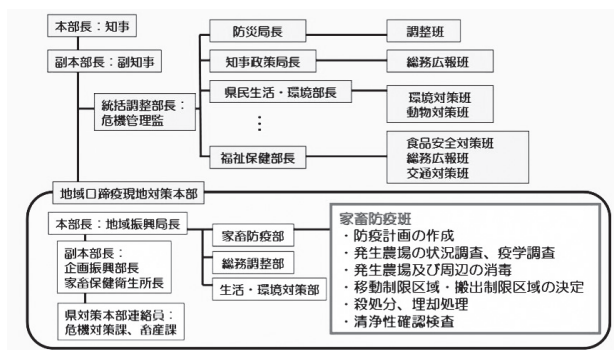 本部長：知事
副本部長：副知事
統括調整部長：
危機管理監
防災局長
調整班
知事政策局長
総務広報班
県民生活・環境部長
環境対策班
動物対策班
…
福祉保健部長
食品安全対策班
総務広報班
交通対策班
地域口蹄疫現地対策本部
本部長：地域振興局長
副本部長：
企画振興部長
家畜保健衛生所長
県対策本部連絡員：
危機対策課、畜産課
家畜防疫部
総務調整部
生活・環境対策部
家畜防疫班
・防疫計画の作成
・発生農場の状況調査、疫学調査
・発生農場及び周辺の消毒
・移動制限区域・搬出制限区域の決定
・殺処分、埋却処理
・清浄性確認検査